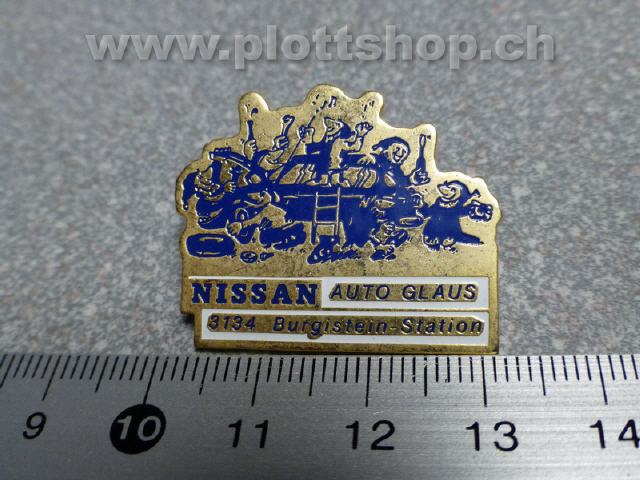 www.plottshop.ch
NISSAN AUTO GLAUS
3134 Burgistein-Station
9 10 11 12 13 14